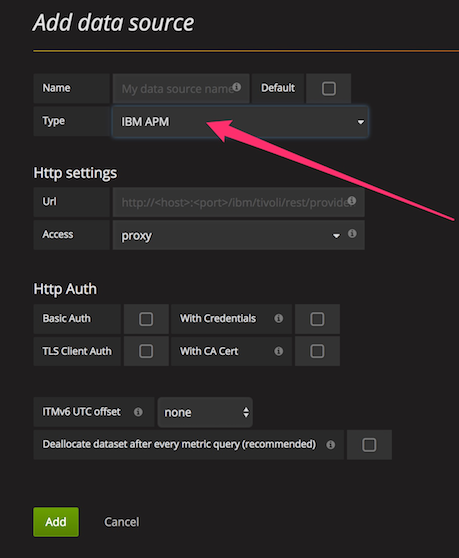 Add data source
Name My data source name Default
Type IBM APM
Http settings
Url http://<host>:<port>/ibm/tivoli/rest/provide
Access proxy
Http Auth
Basic Auth With Credentials
TLS Client Auth With CA Cert
ITMv6 UTC offset none
Deallocate dataset after every metric query (recommended)
Add Cancel